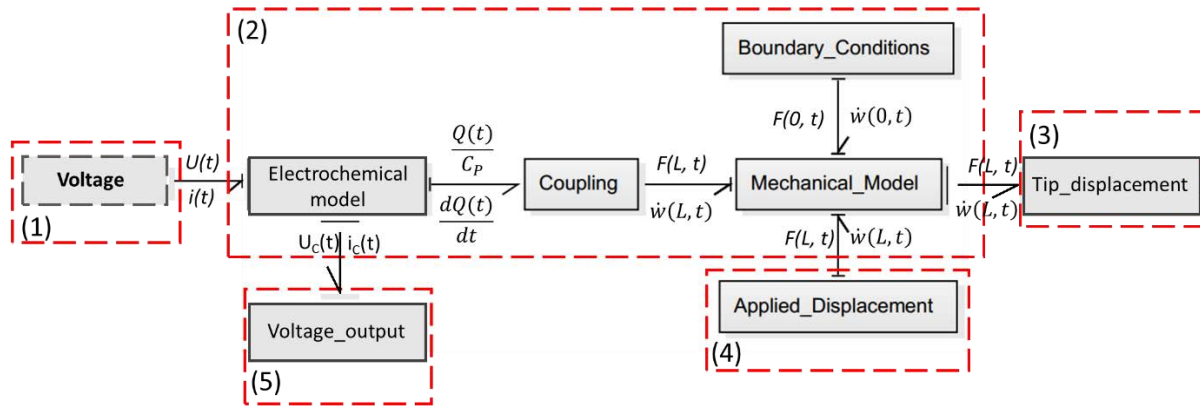 (2)
Boundary_Conditions
F(0, t) ẇ(0, t)
(3)
(1)
Voltage
U(t)
i(t)
Electrochemical
model
Q(t)
C_P
dQ(t)
dt
Coupling
F(L, t)
ẇ(L, t)
Mechanical_Model
F(L, t)
ẇ(L, t)
Tip_displacement
U_C(t) i_C(t)
F(L, t) ẇ(L, t)
Voltage_output
(5)
Applied_Displacement
(4)